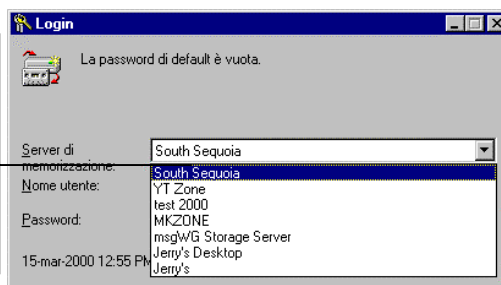 Login
La password di default è vuota.
Server di memorizzazione:
South Sequoia
South Sequoia
YT Zone
Nome utente:
test 2000
MKZONE
Password:
msgWG Storage Server
Jerry's Desktop
15-mar-2000 12:55 PM
Jerry's